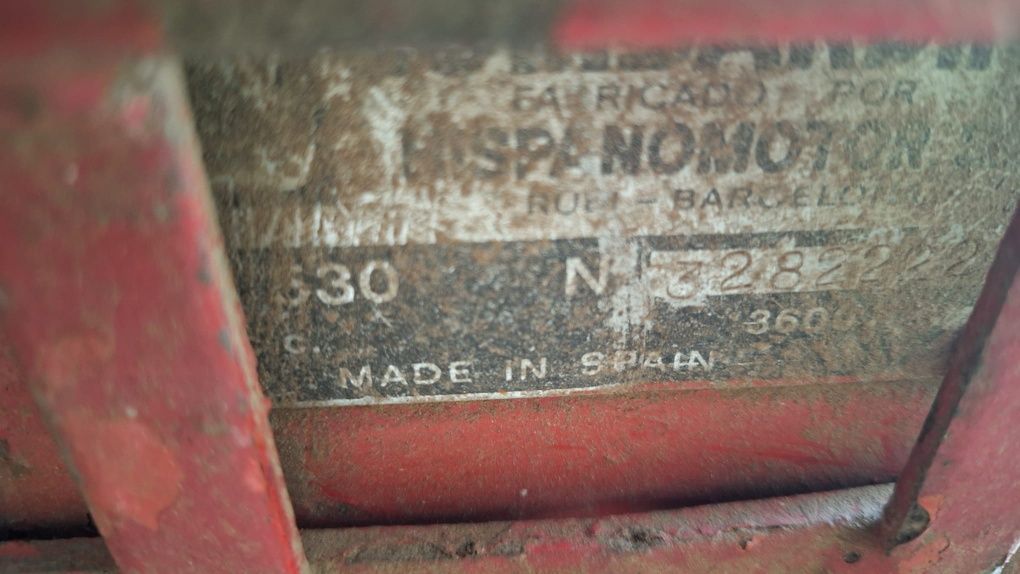 FABRICADO POR
HISPANOMOTOR
RUBI - BARCELONA
530 N 3282222
C. 3600
MADE IN SPAIN